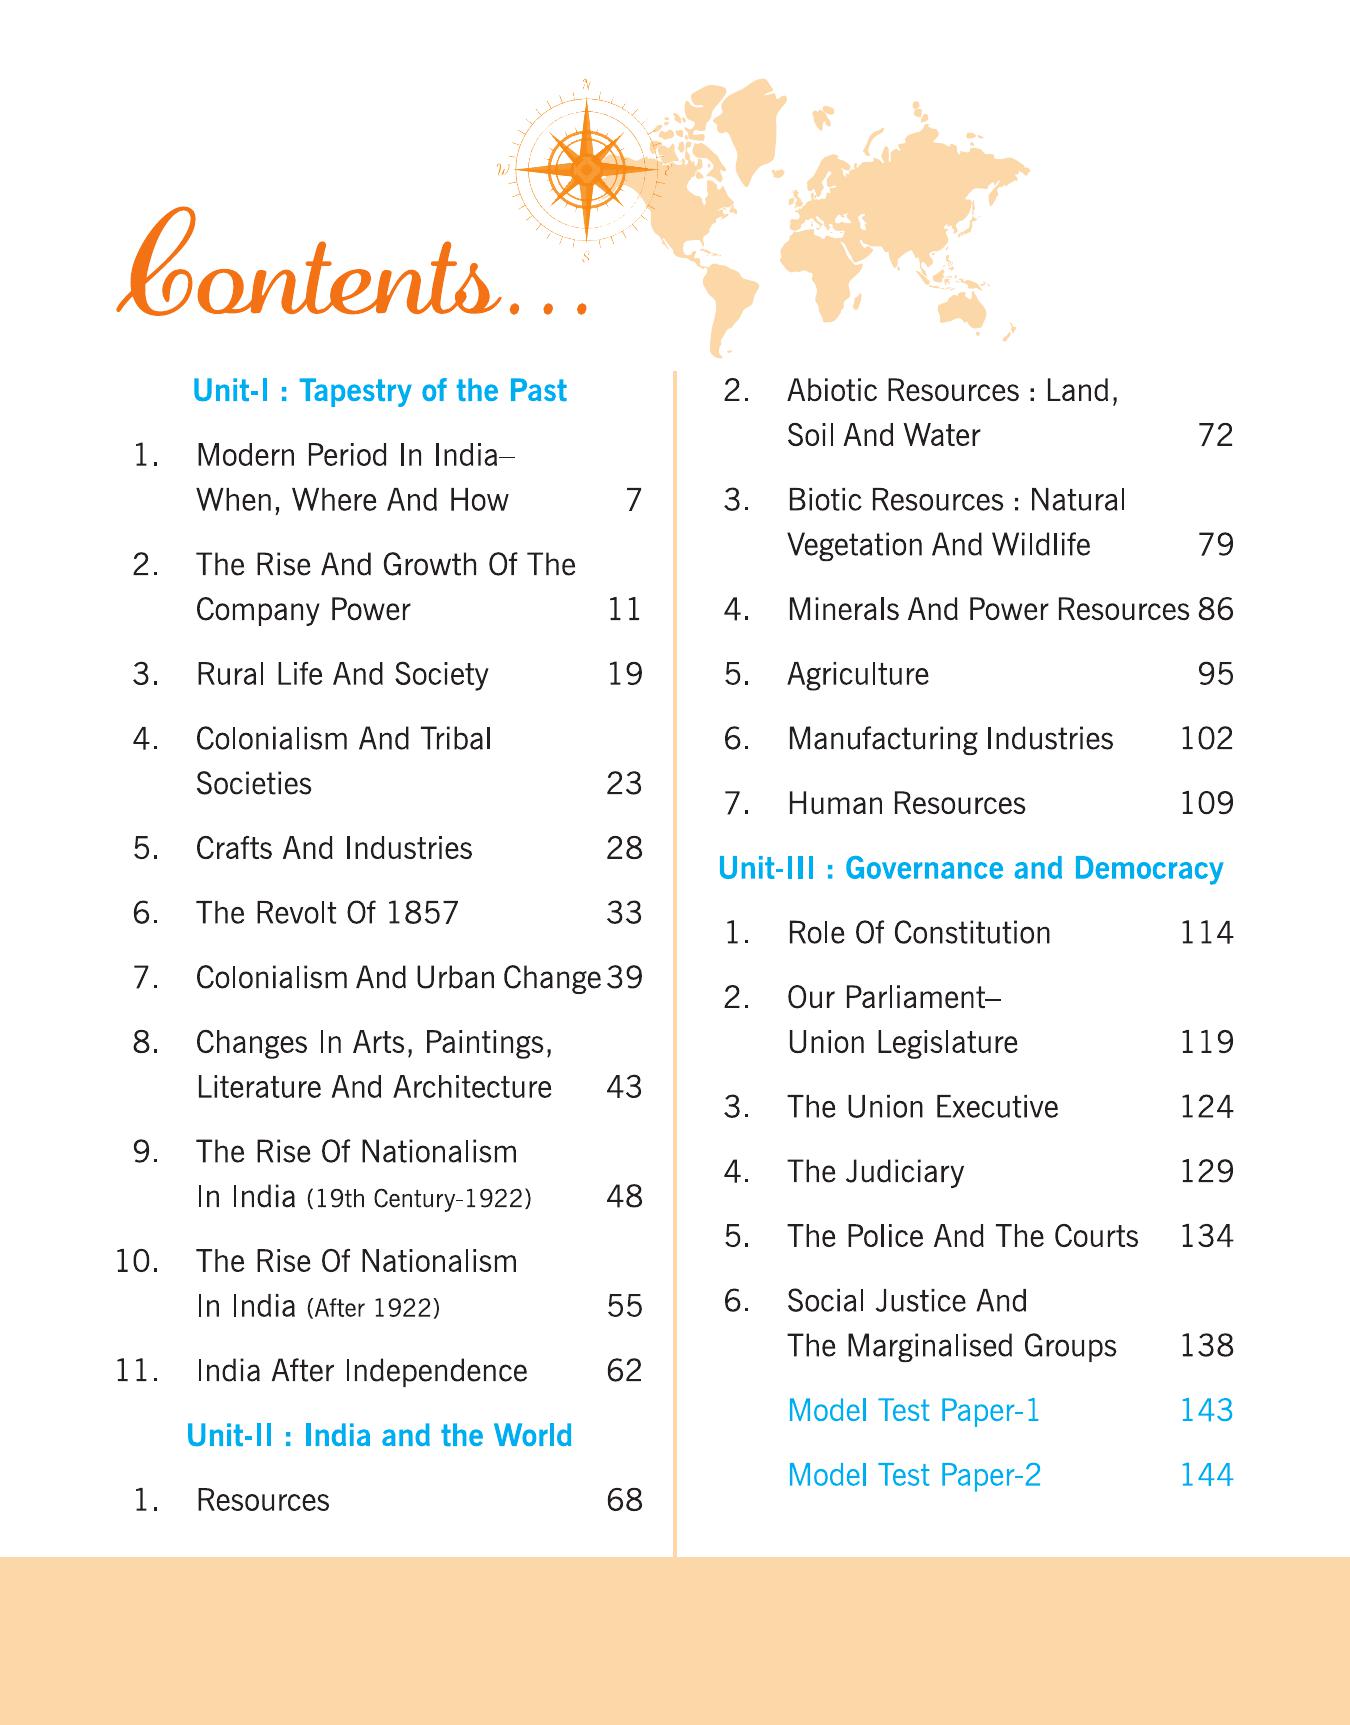 N
W
S
Contents...
Unit-I : Tapestry of the Past
1. Modern Period In India–
When, Where And How 7
2. The Rise And Growth Of The
Company Power 11
3. Rural Life And Society 19
4. Colonialism And Tribal
Societies 23
5. Crafts And Industries 28
6. The Revolt Of 1857 33
7. Colonialism And Urban Change 39
8. Changes In Arts, Paintings,
Literature And Architecture 43
9. The Rise Of Nationalism
In India (19th Century-1922) 48
10. The Rise Of Nationalism
In India (After 1922) 55
11. India After Independence 62
Unit-II : India and the World
1. Resources 68
2. Abiotic Resources : Land,
Soil And Water 72
3. Biotic Resources : Natural
Vegetation And Wildlife 79
4. Minerals And Power Resources 86
5. Agriculture 95
6. Manufacturing Industries 102
7. Human Resources 109
Unit-III : Governance and Democracy
1. Role Of Constitution 114
2. Our Parliament–
Union Legislature 119
3. The Union Executive 124
4. The Judiciary 129
5. The Police And The Courts 134
6. Social Justice And
The Marginalised Groups 138
Model Test Paper-1 143
Model Test Paper-2 144